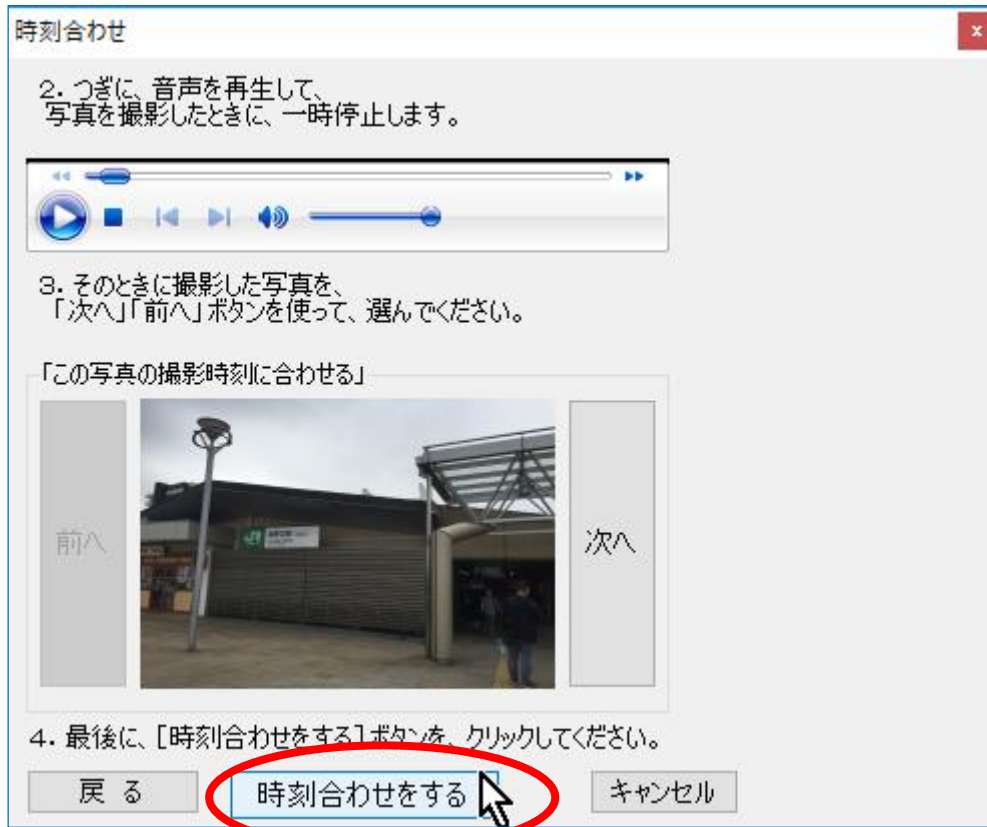 時刻合わせ
x
2. つぎに、音声を再生して、
写真を撮影したときに、一時停止します。
3. そのときに撮影した写真を、
「次へ」「前へ」ボタンを使って、選んでください。
「この写真の撮影時刻に合わせる」
前へ
JR
次へ
4. 最後に、[時刻合わせをする]ボタンを、クリックしてください。
戻 る
時刻合わせをする
キャンセル